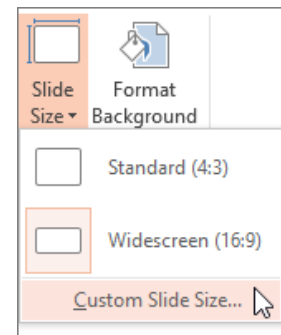 Slide Format
Size Background
Standard (4:3)
Widescreen (16:9)
Custom Slide Size...